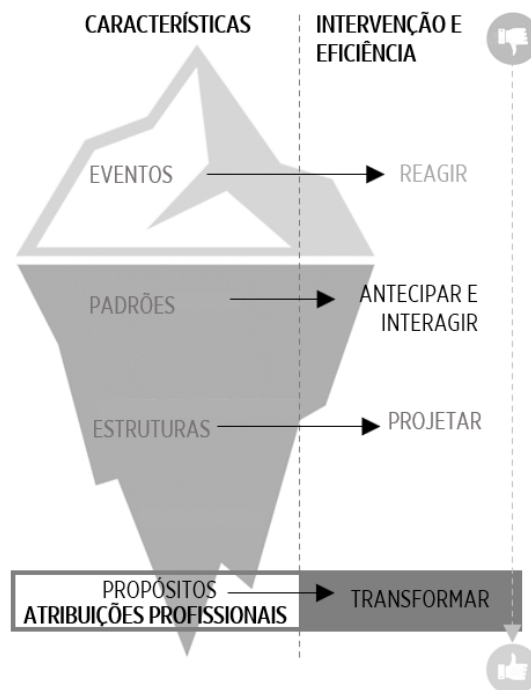 CARACTERÍSTICAS
INTERVENÇÃO E
EFICIÊNCIA
EVENTOS
REAGIR
PADRÕES
ANTECIPAR E
INTERAGIR
ESTRUTURAS
PROJETAR
PROPÓSITOS
ATRIBUIÇÕES PROFISSIONAIS
TRANSFORMAR